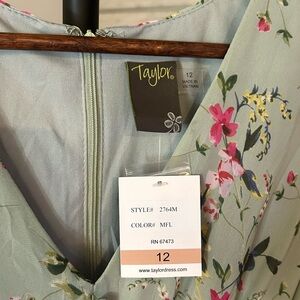 Taylor
12
MADE IN
VIETNAM
STYLE# 2764M
COLOR# MFL
RN 67473
12
www.taylordress.com